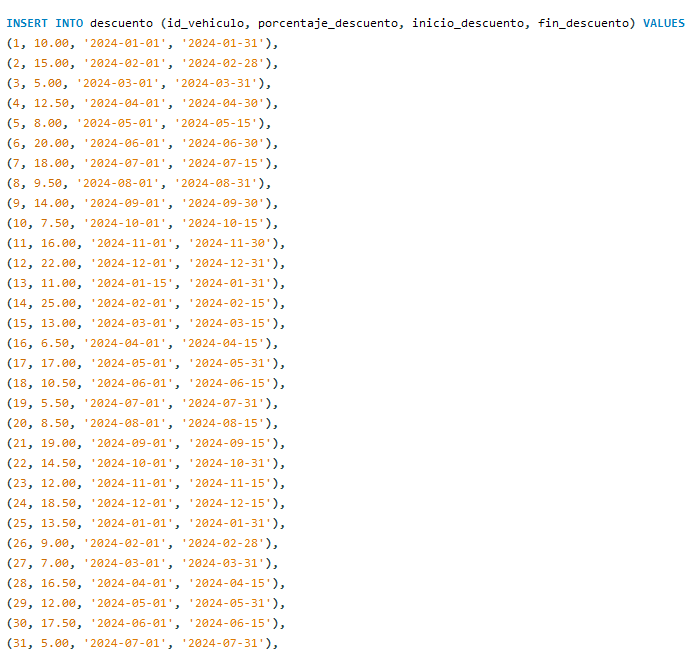 INSERT INTO descuento (id_vehiculo, porcentaje_descuento, inicio_descuento, fin_descuento) VALUES
(1, 10.00, '2024-01-01', '2024-01-31'),
(2, 15.00, '2024-02-01', '2024-02-28'),
(3, 5.00, '2024-03-01', '2024-03-31'),
(4, 12.50, '2024-04-01', '2024-04-30'),
(5, 8.00, '2024-05-01', '2024-05-15'),
(6, 20.00, '2024-06-01', '2024-06-30'),
(7, 18.00, '2024-07-01', '2024-07-15'),
(8, 9.50, '2024-08-01', '2024-08-31'),
(9, 14.00, '2024-09-01', '2024-09-30'),
(10, 7.50, '2024-10-01', '2024-10-15'),
(11, 16.00, '2024-11-01', '2024-11-30'),
(12, 22.00, '2024-12-01', '2024-12-31'),
(13, 11.00, '2024-01-15', '2024-01-31'),
(14, 25.00, '2024-02-01', '2024-02-15'),
(15, 13.00, '2024-03-01', '2024-03-15'),
(16, 6.50, '2024-04-01', '2024-04-15'),
(17, 17.00, '2024-05-01', '2024-05-31'),
(18, 10.50, '2024-06-01', '2024-06-15'),
(19, 5.50, '2024-07-01', '2024-07-31'),
(20, 8.50, '2024-08-01', '2024-08-15'),
(21, 19.00, '2024-09-01', '2024-09-15'),
(22, 14.50, '2024-10-01', '2024-10-31'),
(23, 12.00, '2024-11-01', '2024-11-15'),
(24, 18.50, '2024-12-01', '2024-12-15'),
(25, 13.50, '2024-01-01', '2024-01-31'),
(26, 9.00, '2024-02-01', '2024-02-28'),
(27, 7.00, '2024-03-01', '2024-03-31'),
(28, 16.50, '2024-04-01', '2024-04-15'),
(29, 12.00, '2024-05-01', '2024-05-31'),
(30, 17.50, '2024-06-01', '2024-06-15'),
(31, 5.00, '2024-07-01', '2024-07-31'),